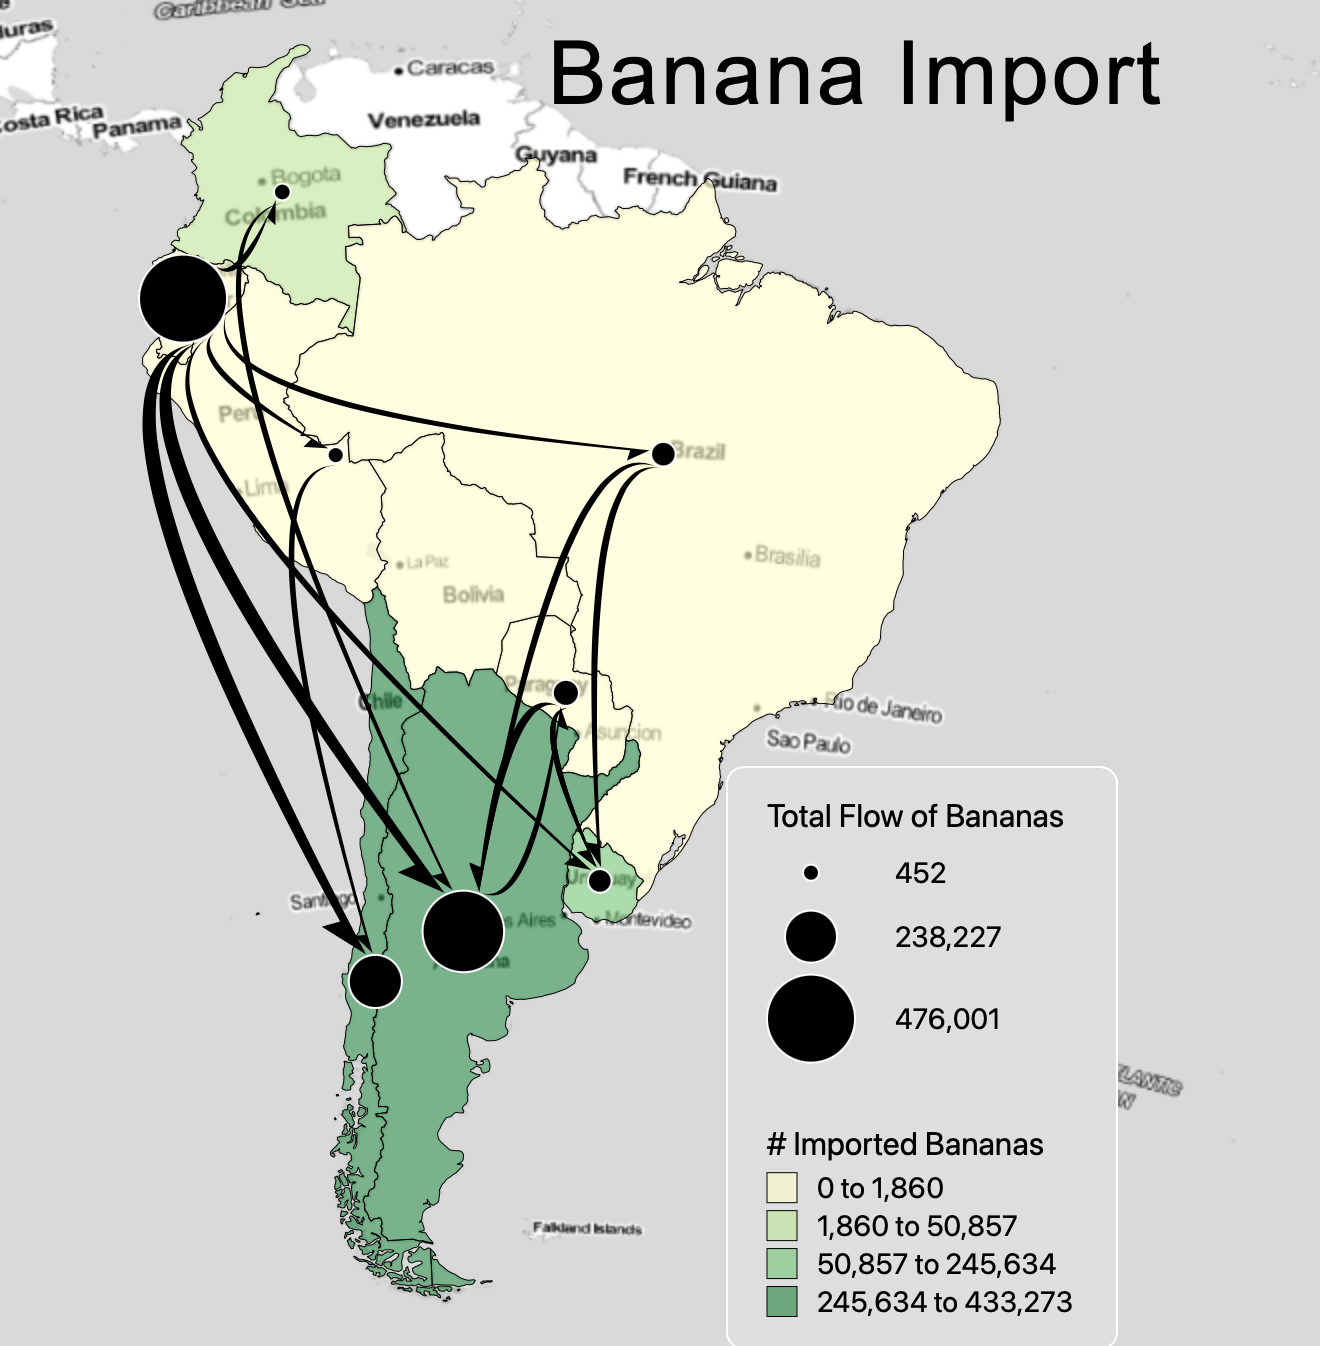 Caribbean Sea
Banana Import
Caracas
Costa Rica
Panama
Venezuela
Guyana
French Guiana
Bogota
Colombia
Peru
Brazil
Lima
Brasilia
La Paz
Bolivia
Paraguay
Chile
Rio de Janeiro
Asuncion
Sao Paulo
Total Flow of Bananas
452
238,227
476,001
Uruguay
Santiago
s Aires
Montevideo
# Imported Bananas
0 to 1,860
1,860 to 50,857
50,857 to 245,634
245,634 to 433,273
Falkland Islands